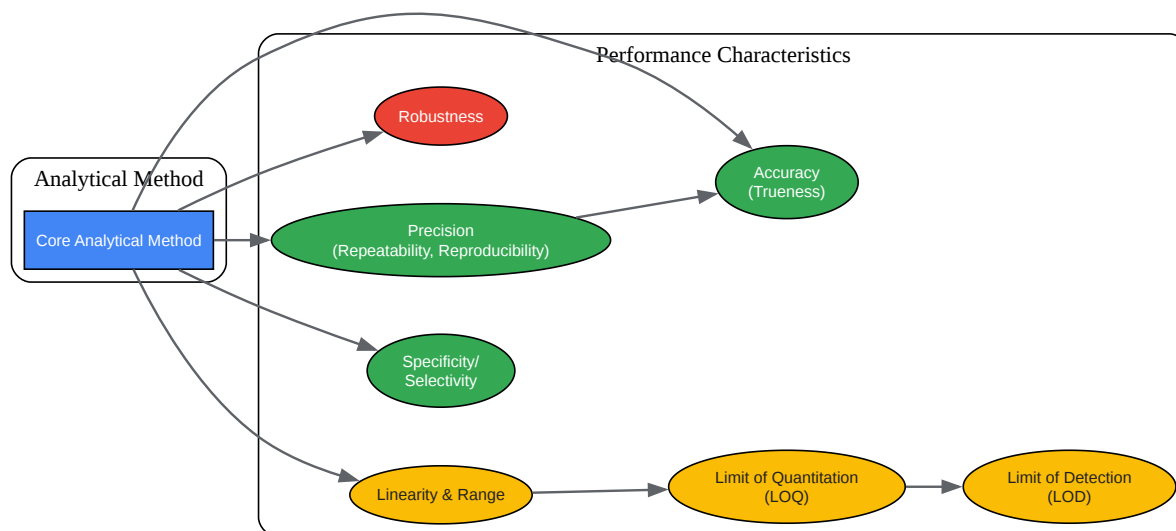 Performance Characteristics
Robustness
Analytical Method
Accuracy
(Trueness)
Core Analytical Method
Precision
(Repeatability, Reproducibility)
Specificity/
Selectivity
Linearity & Range
Limit of Quantitation
(LOQ)
Limit of Detection
(LOD)